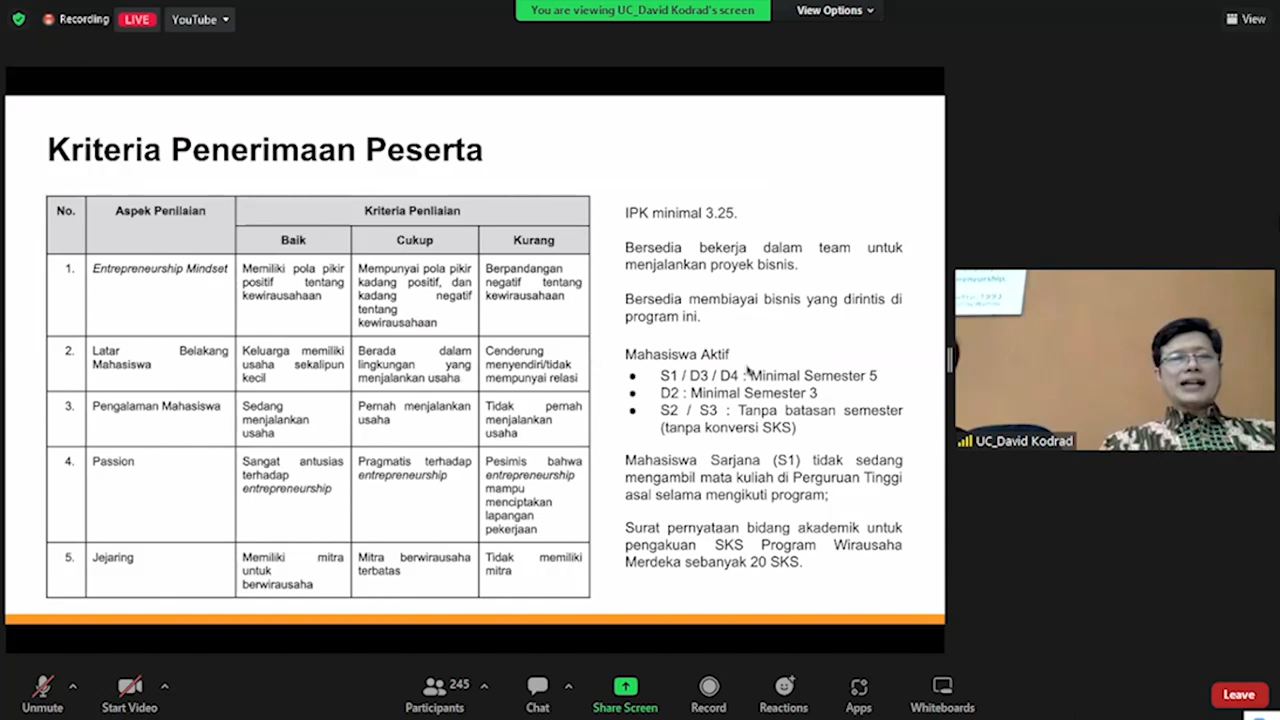 Recording
LIVE
YouTube
You are viewing UC_David Kodrad's screen
View Options
View
Kriteria Penerimaan Peserta
No.
Aspek Penilaian
Kriteria Penliaian
Baik
Cukup
Kurang
1.
Entrepreneurship Mindset
Memiliki pola pikir
positif tentang
kewirausahaan
Mempunyai pola pikir
kadang positif, dan
kadang negatif
tentang
kewirausahaan
Berpandangan
negatif tentang
kewirausahaan
2.
Latar Belakang
Mahasiswa
Keluarga memiliki
usaha sekalipun
kecil
Berada dalam
lingkungan yang
menjalankan usaha
Cenderung
menyendiri/tidak
mempunyai relasi
3.
Pengalaman Mahasiswa
Sedang
menjalankan
usaha
Pernah menjalankan
usaha
Tidak pernah
menjalankan
usaha
4.
Passion
Sangat antusias
terhadap
entrepreneurship
Pragmatis terhadap
entrepreneurship
Pesimis bahwa
entrepreneurship
mampu
menciptakan
lapangan
pekerjaan
5.
Jejaring
Memiliki mitra
untuk
berwirausaha
Mitra berwirausaha
terbatas
Tidak memiliki
mitra
IPK minimal 3.25.
Bersedia bekerja dalam team untuk
menjalankan proyek bisnis.
Bersedia membiayai bisnis yang dirintis di
program ini.
Mahasiswa Aktif
● S1 / D3 / D4 : Minimal Semester 5
● D2 : Minimal Semester 3
● S2 / S3 : Tanpa batasan semester
(tanpa konversi SKS)
Mahasiswa Sarjana (S1) tidak sedang
mengambil mata kuliah di Perguruan Tinggi
asal selama mengikuti program;
Surat pernyataan bidang akademik untuk
pengakuan SKS Program Wirausaha
Merdeka sebanyak 20 SKS.
UC_David Kodrad
Unmute
Start Video
245
Participants
Chat
Share Screen
Record
Reactions
Apps
Whiteboards
Leave